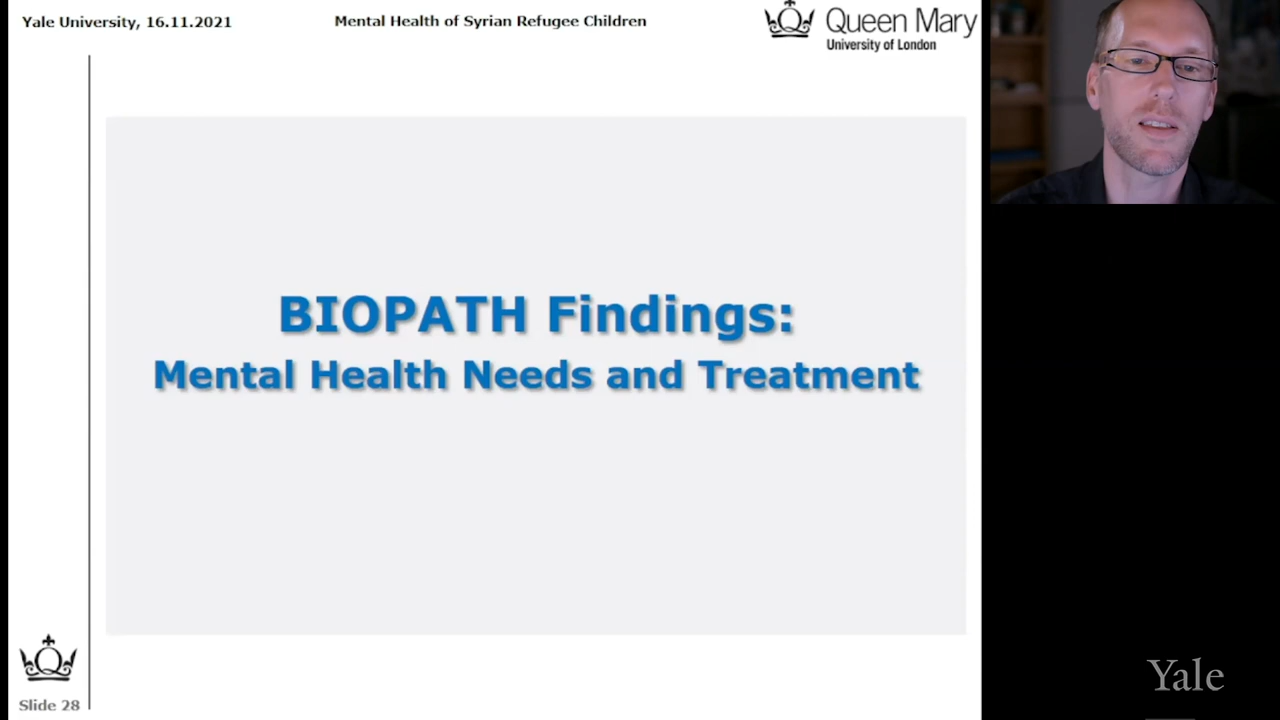 Yale University, 16.11.2021
Mental Health of Syrian Refugee Children
Queen Mary
University of London
BIOPATH Findings:
Mental Health Needs and Treatment
Slide 28
Yale